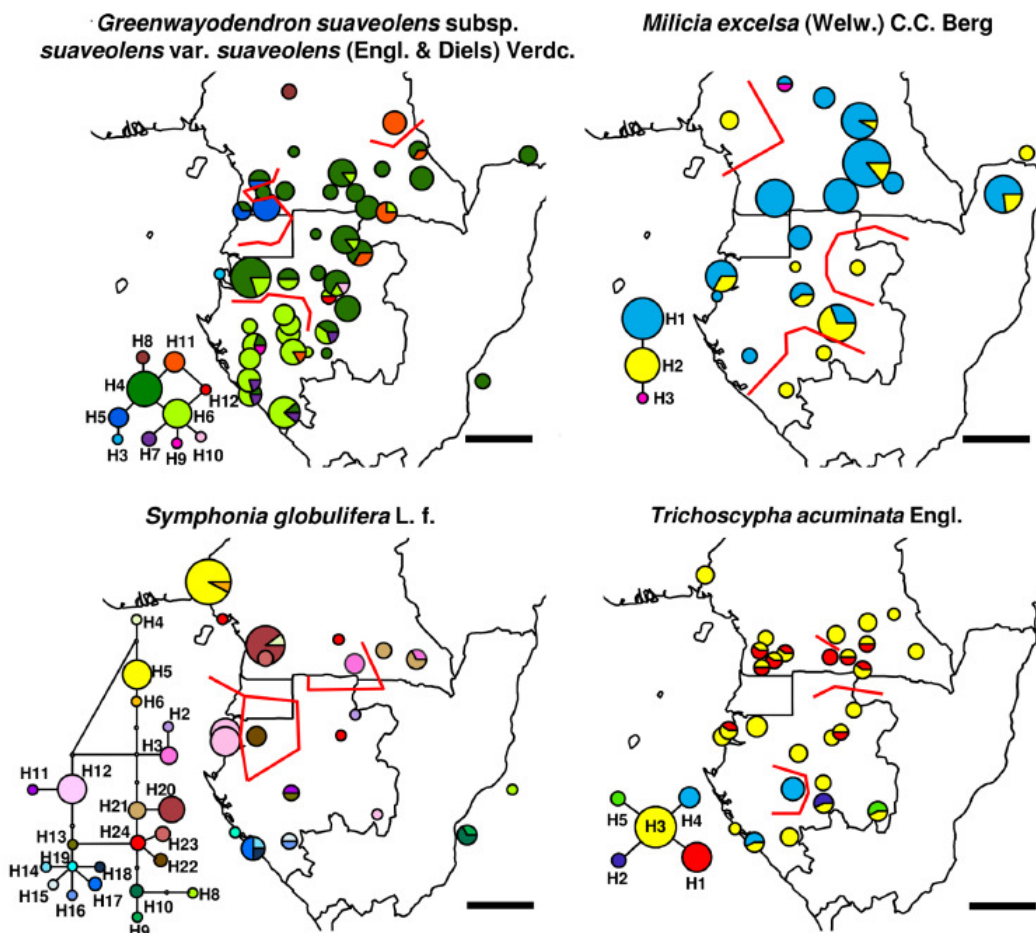 Greenwayodendron suaveolens subsp.
suaveolens var. suaveolens (Engl. & Diels) Verdc.
H8
H11
H4
H12
H5
H6
H3
H7
H9
H10
Milicia excelsa (Welw.) C.C. Berg
H1
H2
H3
Symphonia globulifera L. f.
H4
H5
H6
H2
H3
H11
H12
H20
H21
H24
H13
H23
H19
H22
H14
H18
H15
H17
H16
H10
H8
H9
Trichoscypha acuminata Engl.
H5
H4
H3
H2
H1